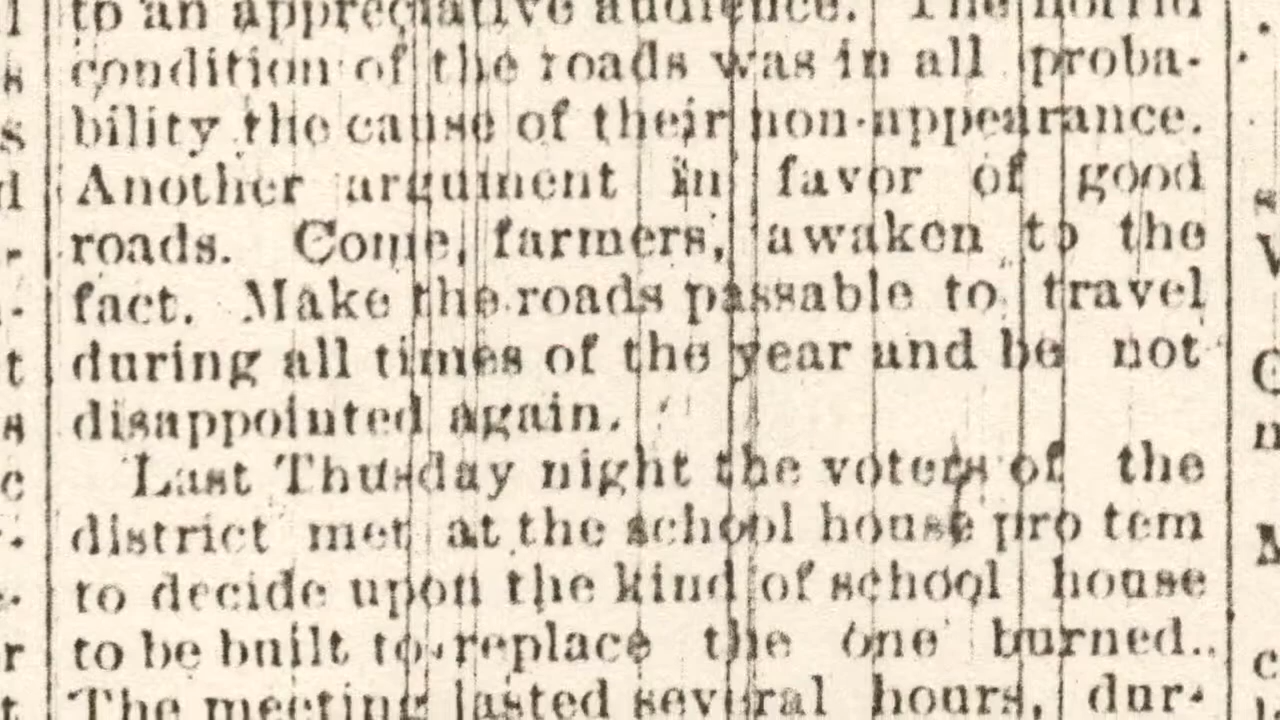 to an appreciative audience. The horrid
condition of the roads was in all proba-
bility the cause of their non-appearance.
Another argument in favor of good
roads. Come, farmers, awaken to the
fact. Make the roads passable to travel
during all times of the year and be not
disappointed again.
Last Thusday night the voters of the
district met at the school house pro tem
to decide upon the kind of school house
to be built to replace the one burned.
The meeting lasted several hours, dur-